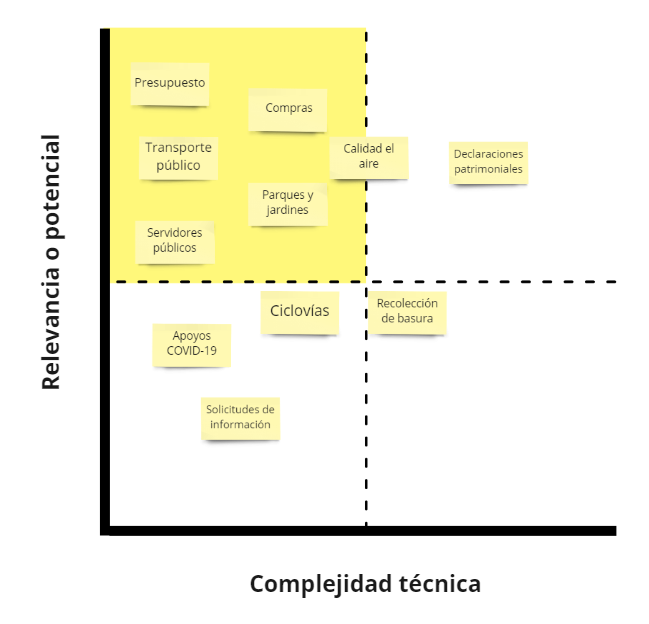 Presupuesto
Compras
Transporte
público
Calidad el
aire
Declaraciones
patrimoniales
Parques y
jardines
Servidores
públicos
Ciclovías
Recolección
de basura
Apoyos
COVID-19
Solicitudes de
información
Relevancia o potencial
Complejidad técnica